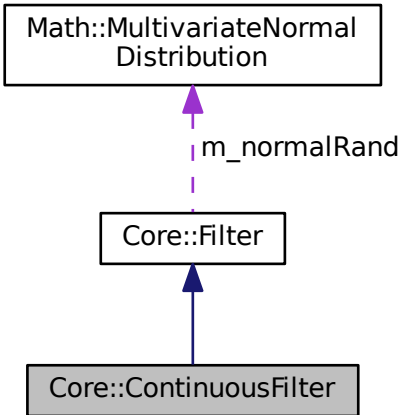 Math::MultivariateNormal
Distribution
m_normalRand
Core::Filter
Core::ContinuousFilter